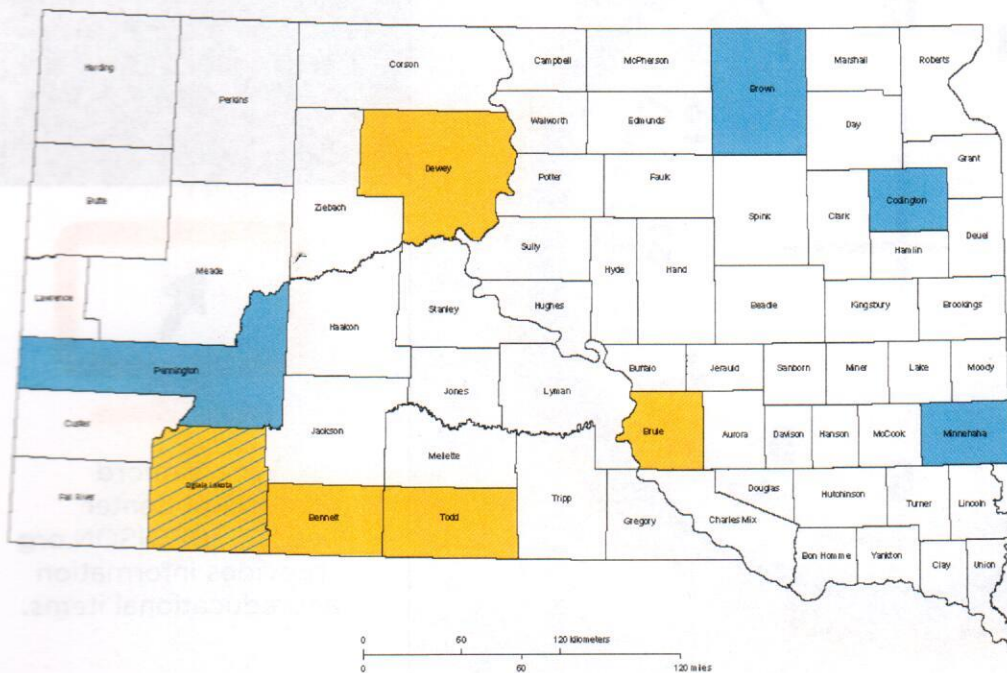 Harding
Perkins
Corson
Campbell
McPherson
Brown
Marshall
Roberts
Walworth
Edmunds
Day
Dewey
Grant
Butte
Ziebach
Potter
Faulk
Spink
Clark
Codington
Deuel
Hamlin
Meade
Sully
Hyde
Hand
Lawrence
Stanley
Hughes
Beadle
Kingsbury
Brookings
Haakon
Pennington
Buffalo
Jerauld
Sanborn
Miner
Lake
Moody
Jones
Lyman
Custer
Jackson
Brule
Aurora
Davison
Hanson
McCook
Minnehaha
Mellette
Fall River
Oglala Lakota
Bennett
Todd
Tripp
Gregory
Douglas
Charles Mix
Hutchinson
Turner
Lincoln
Bon Homme
Yankton
Clay
Union
0 60 120 kilometers
0 60 120 miles
provides information
educational items.